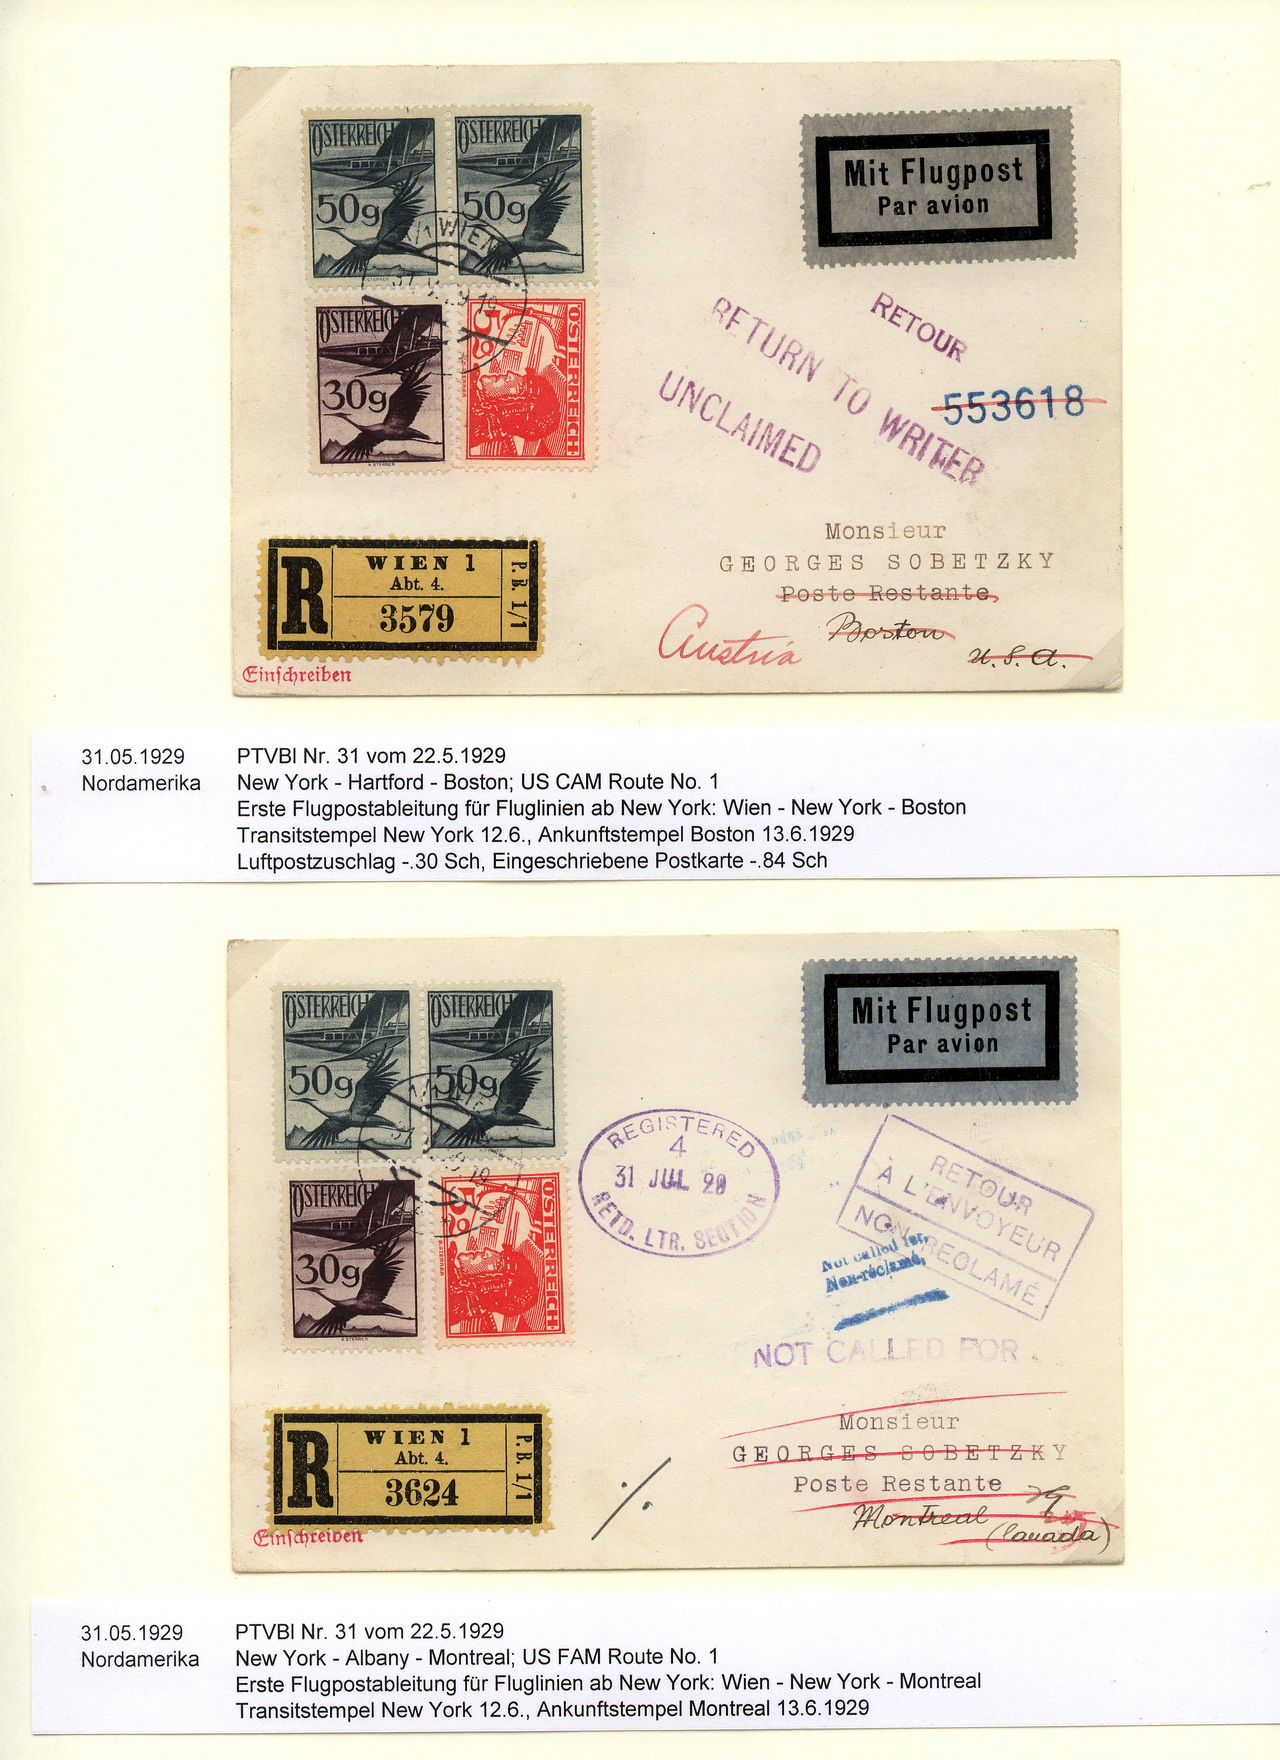 ÖSTERREICH
ÖSTERREICH
50g
50g
1 WIEN
31.V.29 19
ÖSTERREICH
30g
ÖSTERREICH
5g
Mit Flugpost
Par avion
RETOUR
RETURN TO WRITER
UNCLAIMED
553618
Monsieur
GEORGES SOBETZKY
Poste Restante,
Boston
U.S.A.
Austria
R
WIEN 1
Abt. 4.
3579
P.B. 1/1
Einschreiben
31.05.1929
Nordamerika
PTVBl Nr. 31 vom 22.5.1929
New York - Hartford - Boston; US CAM Route No. 1
Erste Flugpostableitung für Fluglinien ab New York: Wien - New York - Boston
Transitstempel New York 12.6., Ankunftstempel Boston 13.6.1929
Luftpostzuschlag -.30 Sch, Eingeschriebene Postkarte -.84 Sch
ÖSTERREICH
ÖSTERREICH
50g
50g
ÖSTERREICH
30g
ÖSTERREICH
5g
Mit Flugpost
Par avion
REGISTERED
4
31 JUL 29
RETD. LTR. SECTION
RETOUR
À L'ENVOYEUR
NON RECLAMÉ
Not called for,
Non-réclamé.
NOT CALLED FOR.
Monsieur
GEORGES SOBETZKY
Poste Restante
Montreal
(Canada)
R
WIEN 1
Abt. 4.
3624
P.B. 1/1
Einschreiben
31.05.1929
Nordamerika
PTVBl Nr. 31 vom 22.5.1929
New York - Albany - Montreal; US FAM Route No. 1
Erste Flugpostableitung für Fluglinien ab New York: Wien - New York - Montreal
Transitstempel New York 12.6., Ankunftstempel Montreal 13.6.1929